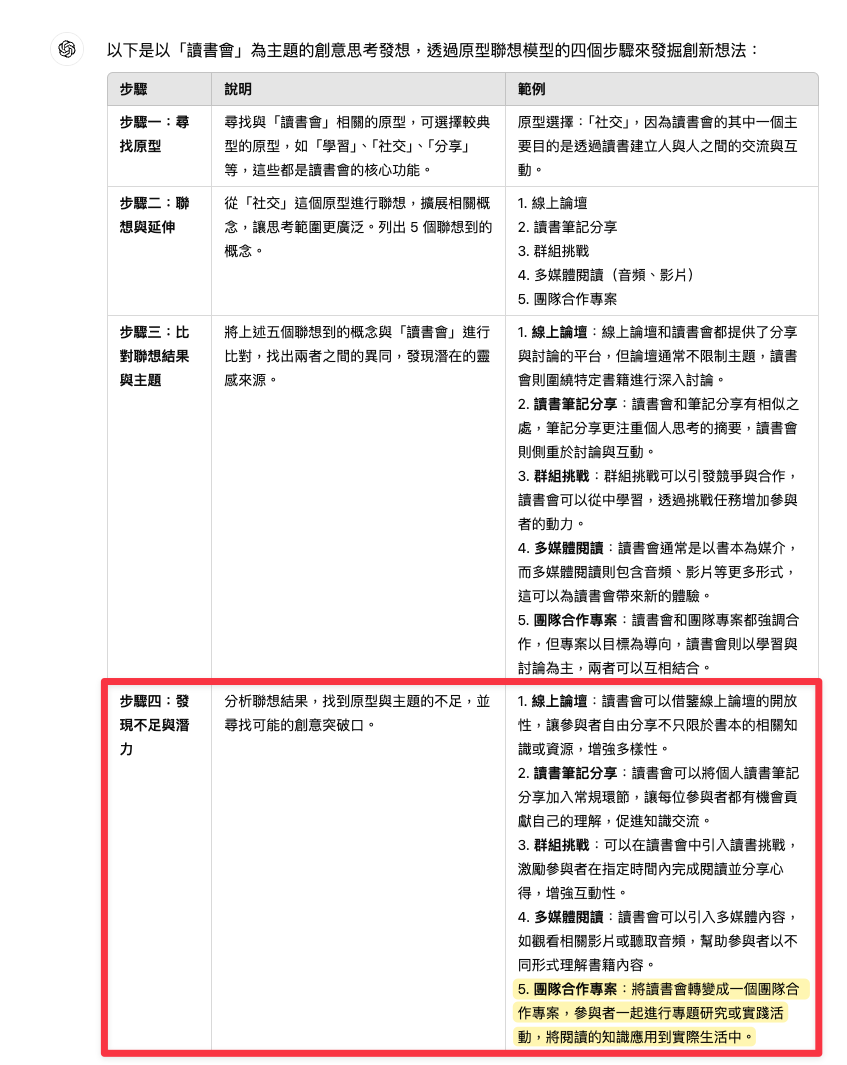 以下是以「讀書會」為主題的創意思考發想，透過原型聯想模型的四個步驟來發掘創新想法：
步驟
說明
範例
步驟一：尋
找原型
尋找與「讀書會」相關的原型，可選擇較典
型的原型，如「學習」、「社交」、「分享」
等，這些都是讀書會的核心功能。
原型選擇：「社交」，因為讀書會的其中一個主
要目的是透過讀書建立人與人之間的交流與互
動。
步驟二：聯
想與延伸
從「社交」這個原型進行聯想，擴展相關概
念，讓思考範圍更廣泛。列出 5 個聯想到的
概念。
1. 線上論壇
2. 讀書筆記分享
3. 群組挑戰
4. 多媒體閱讀（音頻、影片）
5. 團隊合作專案
步驟三：比
對聯想結果
與主題
將上述五個聯想到的概念與「讀書會」進行
比對，找出兩者之間的異同，發現潛在的靈
感來源。
1. 線上論壇：線上論壇和讀書會都提供了分享
與討論的平台，但論壇通常不限制主題，讀書
會則圍繞特定書籍進行深入討論。
2. 讀書筆記分享：讀書會和筆記分享有相似之
處，筆記分享更注重個人思考的摘要，讀書會
則側重於討論與互動。
3. 群組挑戰：群組挑戰可以引發競爭與合作，
讀書會可以從中學習，透過挑戰任務增加參與
者的動力。
4. 多媒體閱讀：讀書會通常是以書本為媒介，
而多媒體閱讀則包含音頻、影片等更多形式，
這可以為讀書會帶來新的體驗。
5. 團隊合作專案：讀書會和團隊專案都強調合
作，但專案以目標為導向，讀書會則以學習與
討論為主，兩者可以互相結合。
步驟四：發
現不足與潛
力
分析聯想結果，找到原型與主題的不足，並
尋找可能的創意突破口。
1. 線上論壇：讀書會可以借鑒線上論壇的開放
性，讓參與者自由分享不只限於書本的相關知
識或資源，增強多樣性。
2. 讀書筆記分享：讀書會可以將個人讀書筆記
分享加入常規環節，讓每位參與者都有機會貢
獻自己的理解，促進知識交流。
3. 群組挑戰：可以在讀書會中引入讀書挑戰，
激勵參與者在指定時間內完成閱讀並分享心
得，增強互動性。
4. 多媒體閱讀：讀書會可以引入多媒體內容，
如觀看相關影片或聽取音頻，幫助參與者以不
同形式理解書籍內容。
5. 團隊合作專案：將讀書會轉變成一個團隊合
作專案，參與者一起進行專題研究或實踐活
動，將閱讀的知識應用到實際生活中。